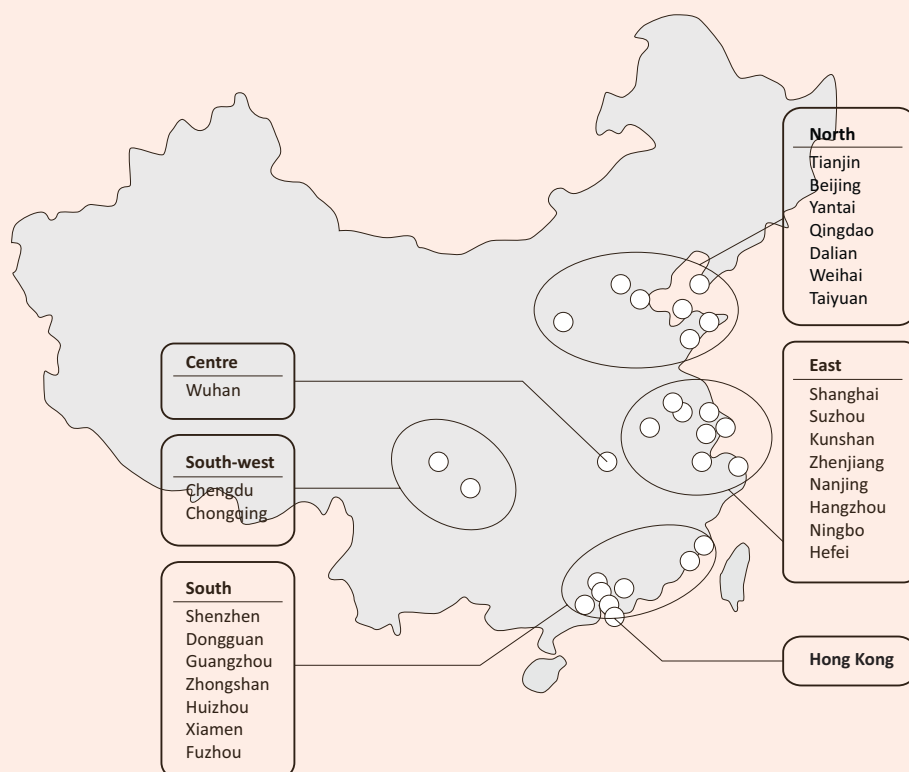 North
Tianjin
Beijing
Yantai
Qingdao
Dalian
Weihai
Taiyuan
Centre
Wuhan
East
Shanghai
Suzhou
Kunshan
Zhenjiang
Nanjing
Hangzhou
Ningbo
Hefei
South-west
Chengdu
Chongqing
South
Shenzhen
Dongguan
Guangzhou
Zhongshan
Huizhou
Xiamen
Fuzhou
Hong Kong